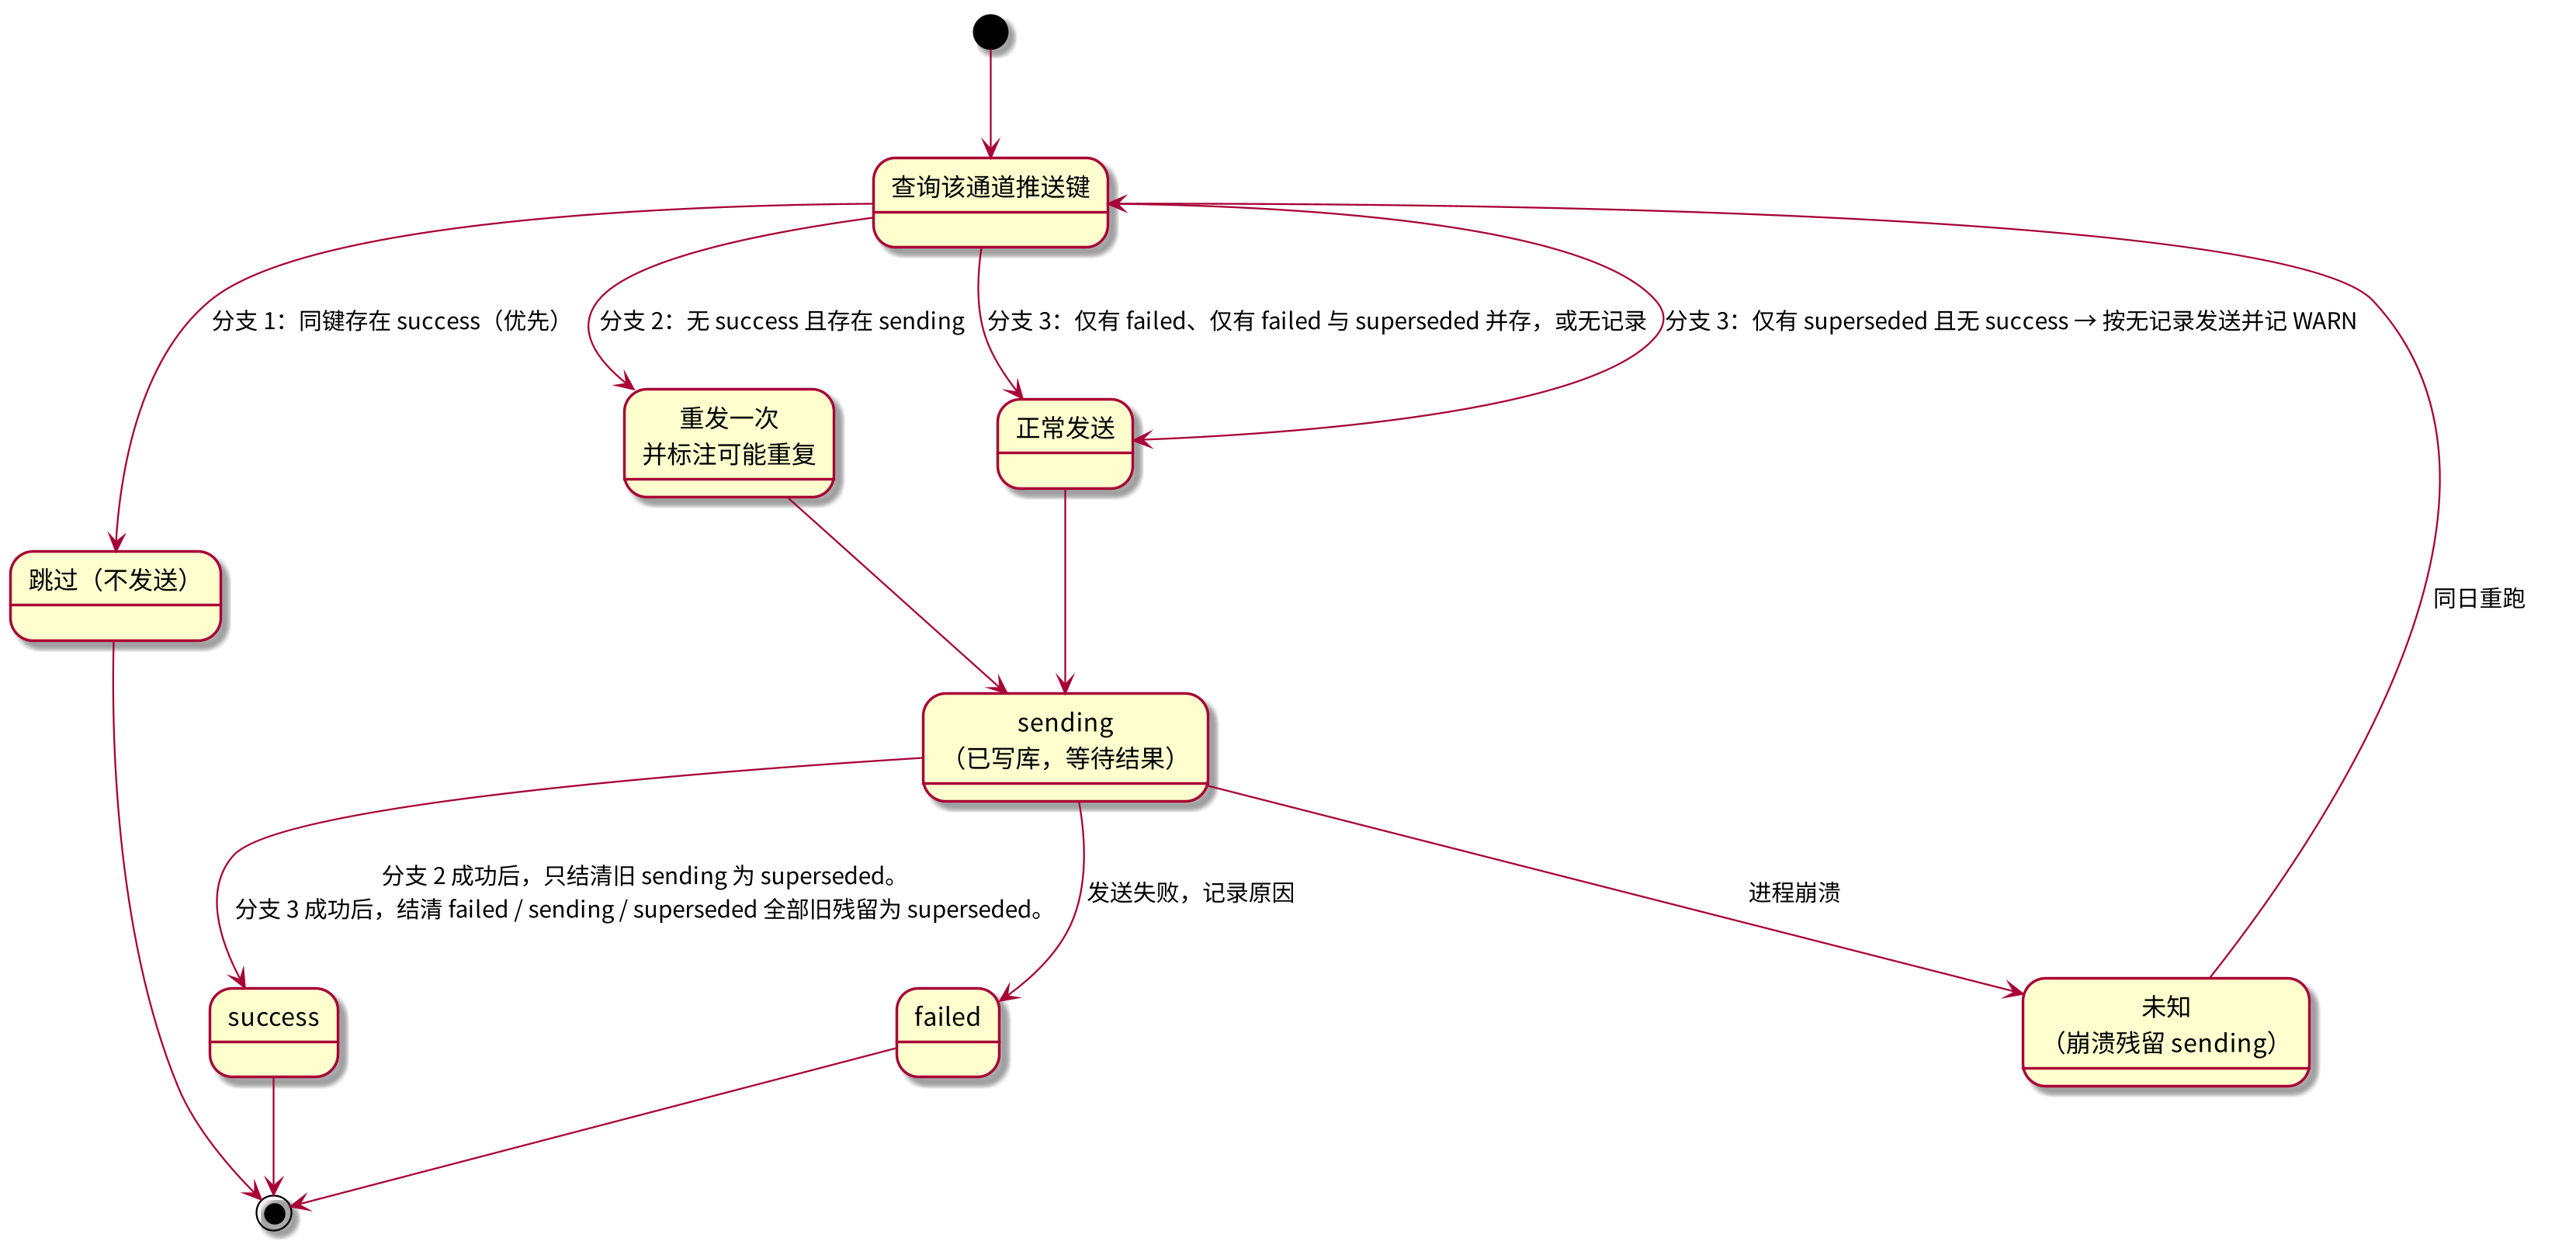 查询该通道推送键
分支 1：同键存在 success（优先）
分支 2：无 success 且存在 sending
分支 3：仅有 failed、仅有 failed 与 superseded 并存，或无记录
分支 3：仅有 superseded 且无 success → 按无记录发送并记 WARN
重发一次
并标注可能重复
正常发送
跳过（不发送）
同日重跑
sending
（已写库，等待结果）
分支 2 成功后，只结清旧 sending 为 superseded。
分支 3 成功后，结清 failed / sending / superseded 全部旧残留为 superseded。
发送失败，记录原因
进程崩溃
success
failed
未知
（崩溃残留 sending）